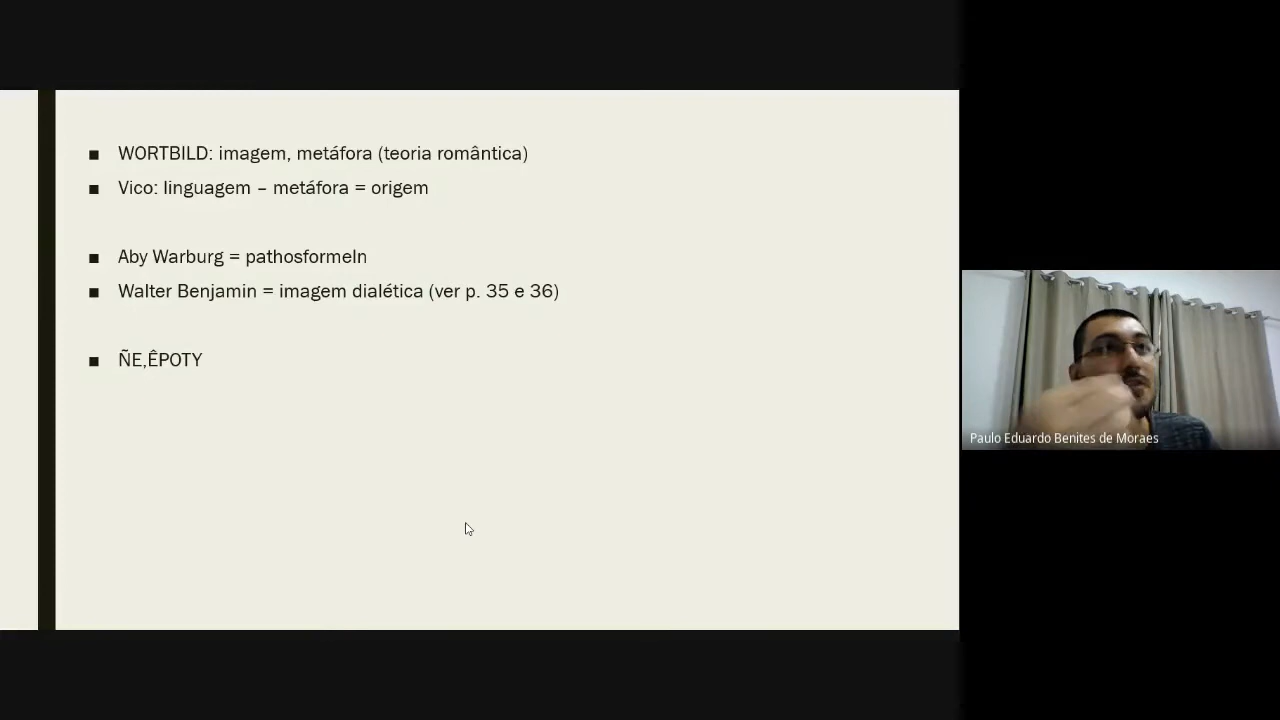 WORTBILD: imagem, metáfora (teoria romântica)
Vico: linguagem – metáfora = origem
Aby Warburg = pathosformeln
Walter Benjamin = imagem dialética (ver p. 35 e 36)
ÑE,ÊPOTY
Paulo Eduardo Benites de Moraes